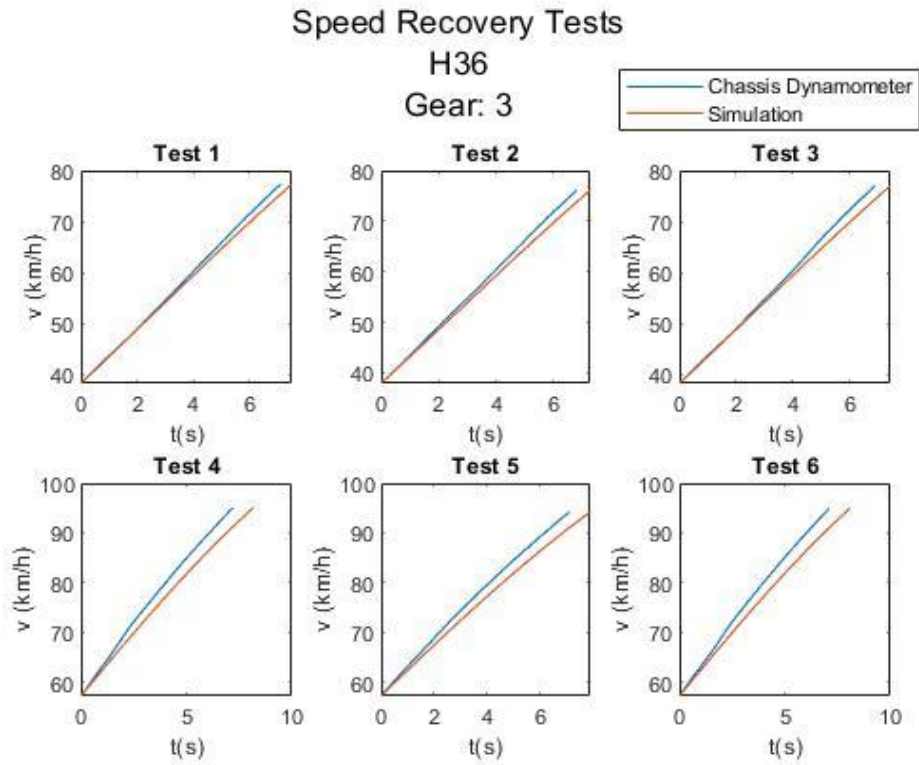 Speed Recovery Tests
H36
Gear: 3
Chassis Dynamometer
Simulation
Test 1
80
70
60
50
40
v (km/h)
0 2 4 6
t(s)
Test 2
80
70
60
50
40
v (km/h)
0 2 4 6
t(s)
Test 3
80
70
60
50
40
v (km/h)
0 2 4 6
t(s)
Test 4
100
90
80
70
60
v (km/h)
0 5 10
t(s)
Test 5
100
90
80
70
60
v (km/h)
0 2 4 6
t(s)
Test 6
100
90
80
70
60
v (km/h)
0 5 10
t(s)